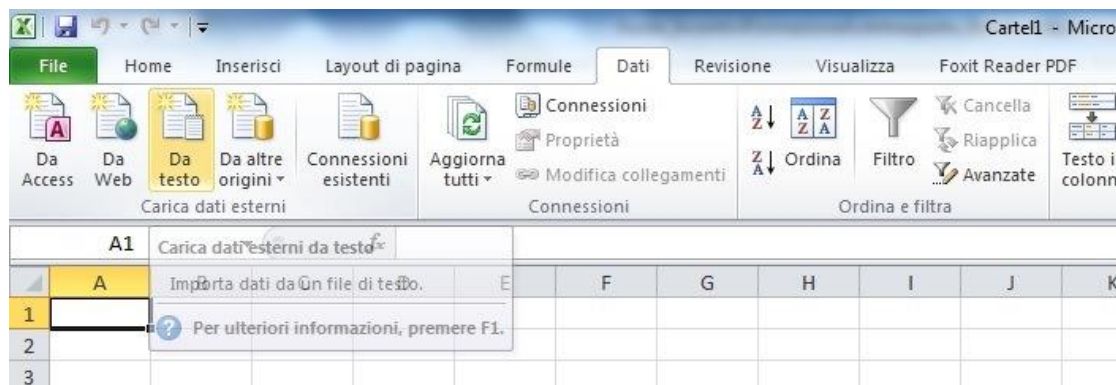 Cartel1 - Micro
File Home Inserisci Layout di pagina Formule Dati Revisione Visualizza Foxit Reader PDF
Da Access
Da Web
Da testo
Da altre origini
Connessioni esistenti
Carica dati esterni
Aggiorna tutti
Connessioni
Proprietà
Modifica collegamenti
Connessioni
A Z
Z A
A Z
Z A
Ordina
Filtro
Cancella
Riapplica
Avanzate
Ordina e filtra
Testo i
colonn
A1 fx
Carica dati esterni da testo
Importa dati da un file di testo.
Per ulteriori informazioni, premere F1.
A B C D E F G H I J K
1
2
3